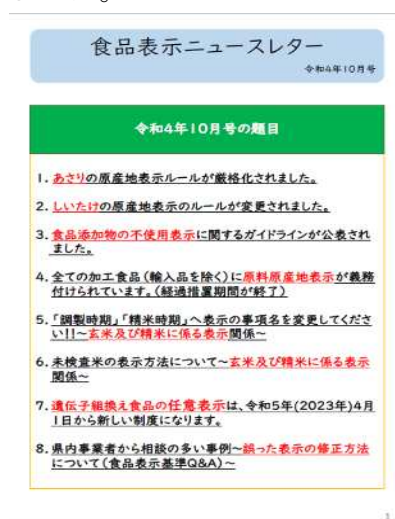 食品表示ニュースレター
令和4年10月号
令和4年10月号の題目
1. あさりの原産地表示ルールが厳格化されました。
2. しいたけの原産地表示のルールが変更されました。
3. 食品添加物の不使用表示に関するガイドラインが公表され
ました。
4. 全ての加工食品(輸入品を除く)に原料原産地表示が義務
付けられています。(経過措置期間が終了)
5. 「調製時期」「精米時期」へ表示の事項名を変更してくださ
い!!~玄米及び精米に係る表示関係~
6. 未検査米の表示方法について~玄米及び精米に係る表示
関係~
7. 遺伝子組換え食品の任意表示は、令和5年(2023年)4月
1日から新しい制度になります。
8. 県内事業者から相談の多い事例~誤った表示の修正方法
について(食品表示基準Q&A)~
1